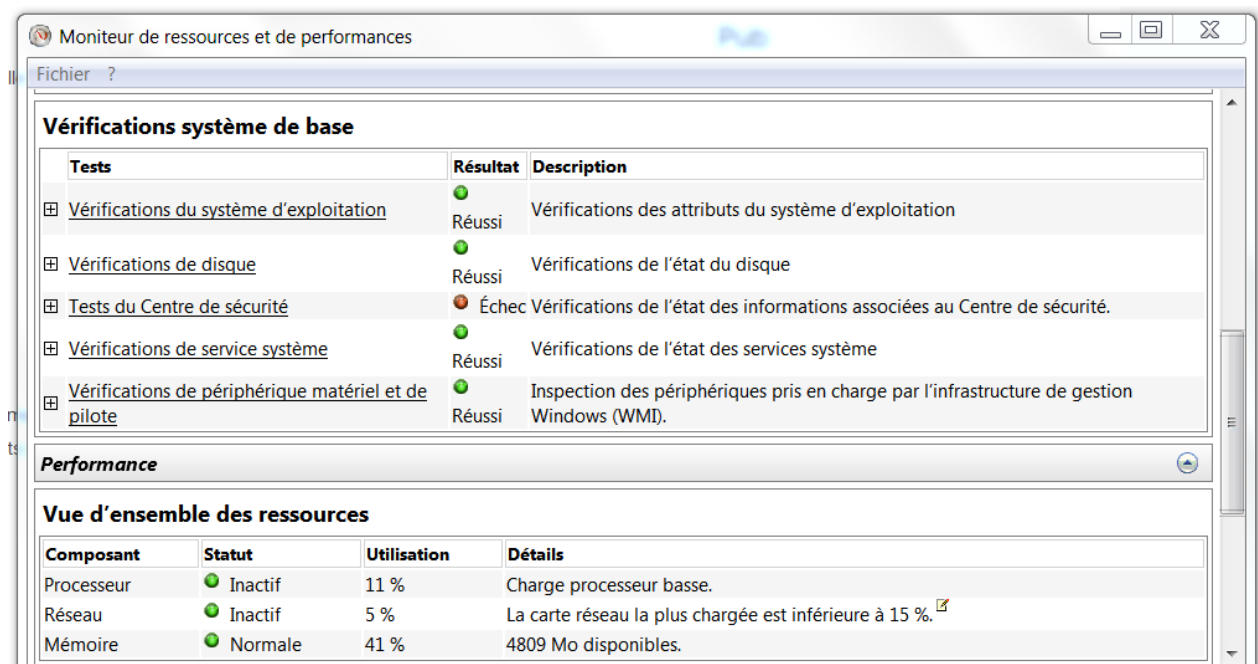 Moniteur de ressources et de performances
Pub
Fichier ?
Vérifications système de base
Tests Résultat Description
Vérifications du système d'exploitation Réussi Vérifications des attributs du système d'exploitation
Vérifications de disque Réussi Vérifications de l'état du disque
Tests du Centre de sécurité Échec Vérifications de l'état des informations associées au Centre de sécurité.
Vérifications de service système Réussi Vérifications de l'état des services système
Vérifications de périphérique matériel et de Inspection des périphériques pris en charge par l'infrastructure de gestion
pilote Réussi Windows (WMI).
Performance
Vue d'ensemble des ressources
Composant Statut Utilisation Détails
Processeur Inactif 11 % Charge processeur basse.
Réseau Inactif 5 % La carte réseau la plus chargée est inférieure à 15 %.
Mémoire Normale 41 % 4809 Mo disponibles.